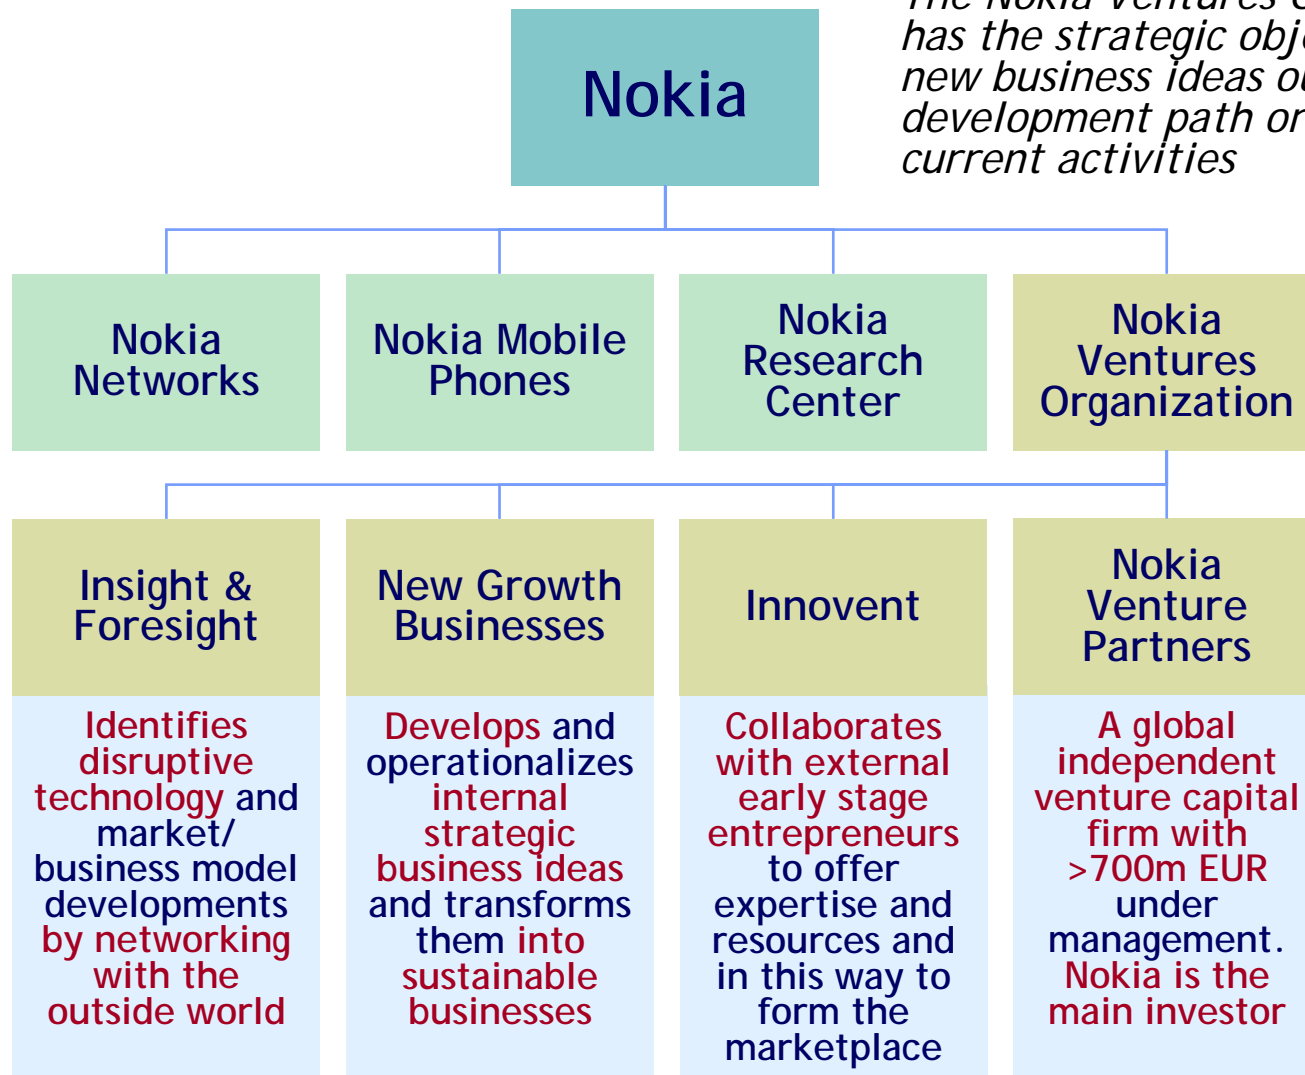 The Nokia Ventures
has the strategic
new business ideas
development path
current activities
Nokia
Nokia
Networks
Nokia Mobile
Phones
Nokia
Research
Center
Nokia
Ventures
Organization
Insight &
Foresight
New Growth
Businesses
Innovent
Nokia
Venture
Partners
Identifies
disruptive
technology and
market/
business model
developments
by networking
with the
outside world
Develops and
operationalizes
internal
strategic
business ideas
and transforms
them into
sustainable
businesses
Collaborates
with external
early stage
entrepreneurs
to offer
expertise and
resources and
in this way to
form the
marketplace
A global
independent
venture capital
firm with
>700m EUR
under
management.
Nokia is the
main investor